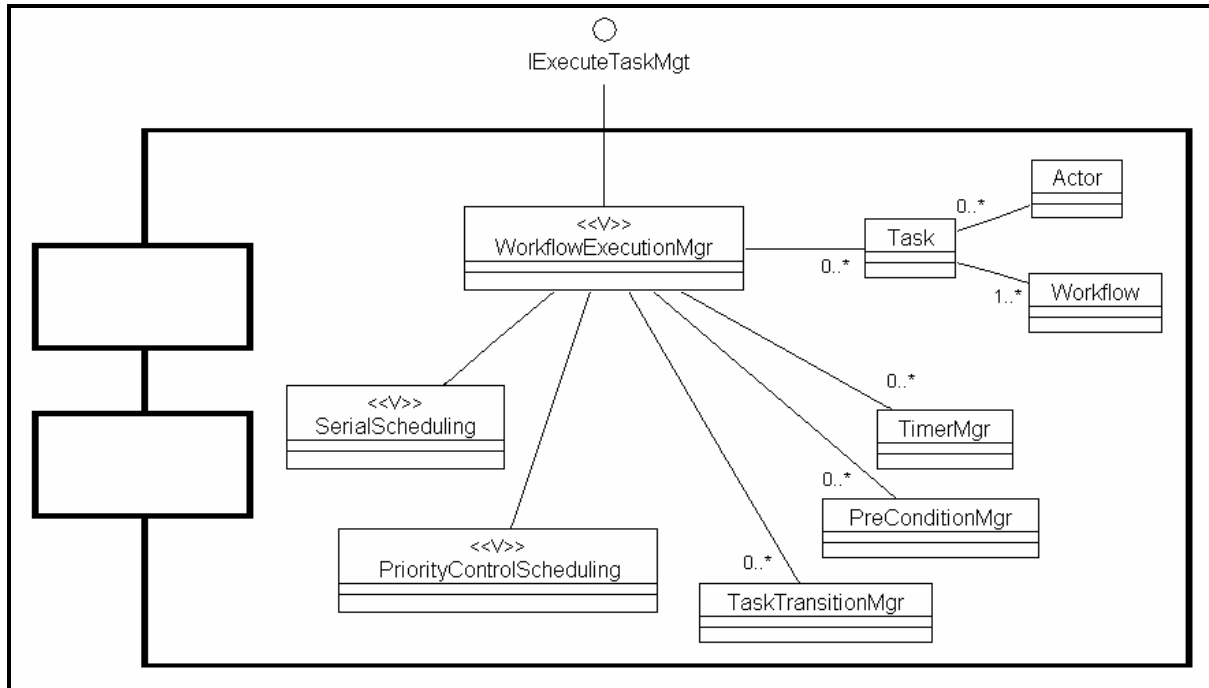 IExecuteTaskMgt
Actor
0..*
<<V>>
WorkflowExecutionMgr
Task
0..*
1..*
Workflow
0..*
<<V>>
SerialScheduling
TimerMgr
0..*
PreConditionMgr
<<V>>
PriorityControlScheduling
0..*
TaskTransitionMgr